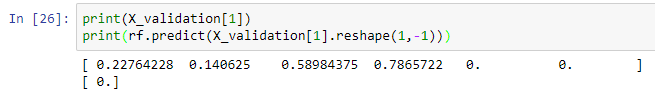 In [26]: print(X_validation[1])
print(rf.predict(X_validation[1].reshape(1,-1)))
[ 0.22764228  0.140625    0.58984375  0.7865722   0.          0.        ]
[ 0.]